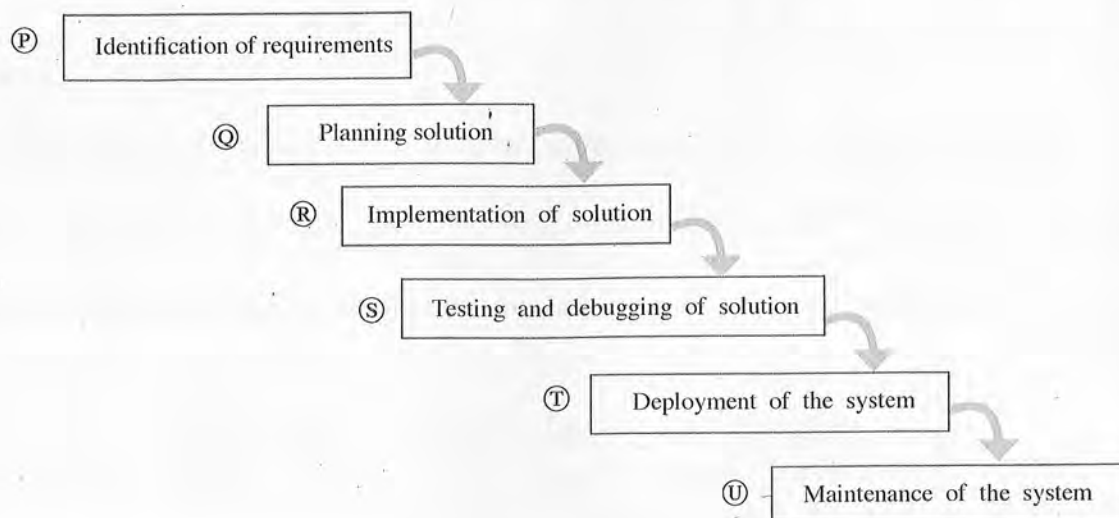 Ⓟ Identification of requirements
Ⓠ Planning solution
Ⓡ Implementation of solution
Ⓢ Testing and debugging of solution
Ⓣ Deployment of the system
Ⓤ Maintenance of the system